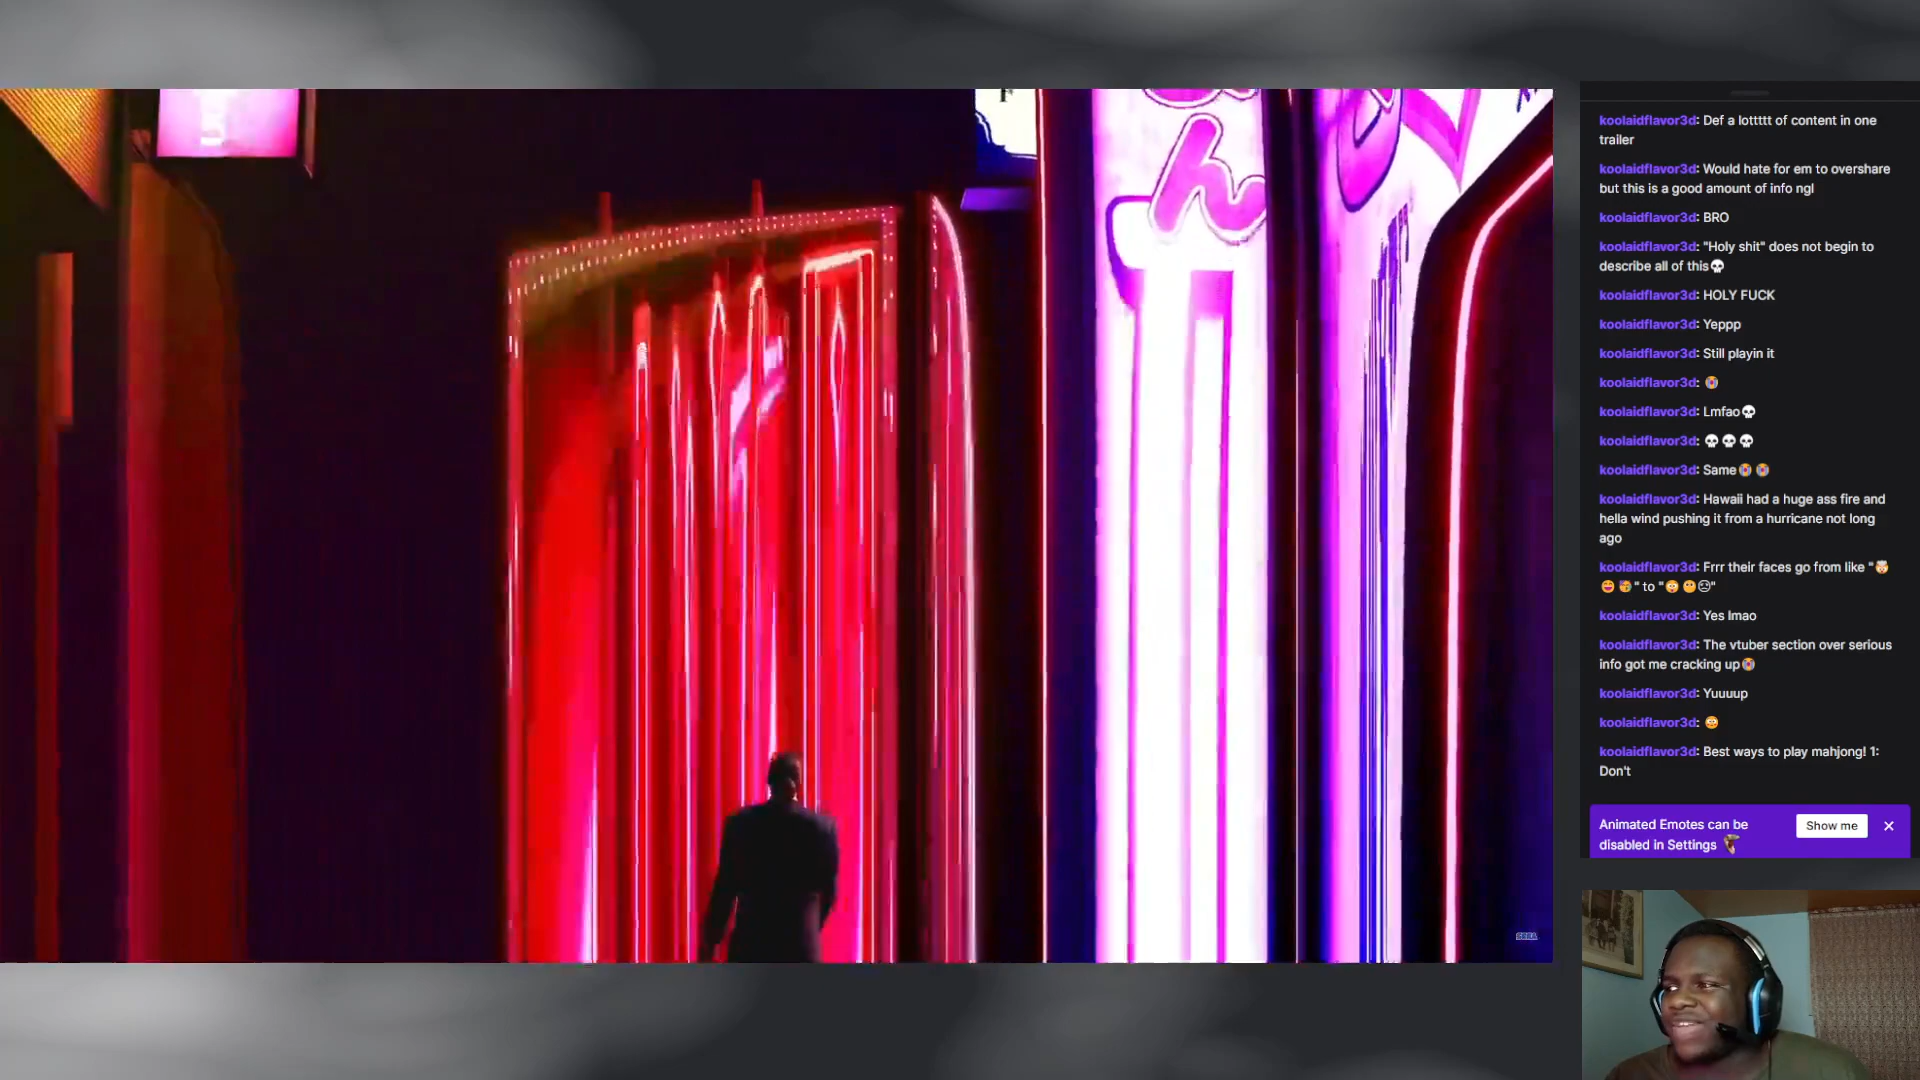 F
ん
SEGA
koolaidflavor3d: Def a lottttt of content in one
trailer
koolaidflavor3d: Would hate for em to overshare
but this is a good amount of info ngl
koolaidflavor3d: BRO
koolaidflavor3d: "Holy shit" does not begin to
describe all of this💀
koolaidflavor3d: HOLY FUCK
koolaidflavor3d: Yeppp
koolaidflavor3d: Still playin it
koolaidflavor3d: 😭
koolaidflavor3d: Lmfao💀
koolaidflavor3d: 💀💀💀
koolaidflavor3d: Same😭😭
koolaidflavor3d: Hawaii had a huge ass fire and
hella wind pushing it from a hurricane not long
ago
koolaidflavor3d: Frrr their faces go from like "🤯
😄🥳" to "😳😬😐"
koolaidflavor3d: Yes lmao
koolaidflavor3d: The vtuber section over serious
info got me cracking up😭
koolaidflavor3d: Yuuuup
koolaidflavor3d: 😳
koolaidflavor3d: Best ways to play mahjong! 1:
Don't
Animated Emotes can be
disabled in Settings
Show me